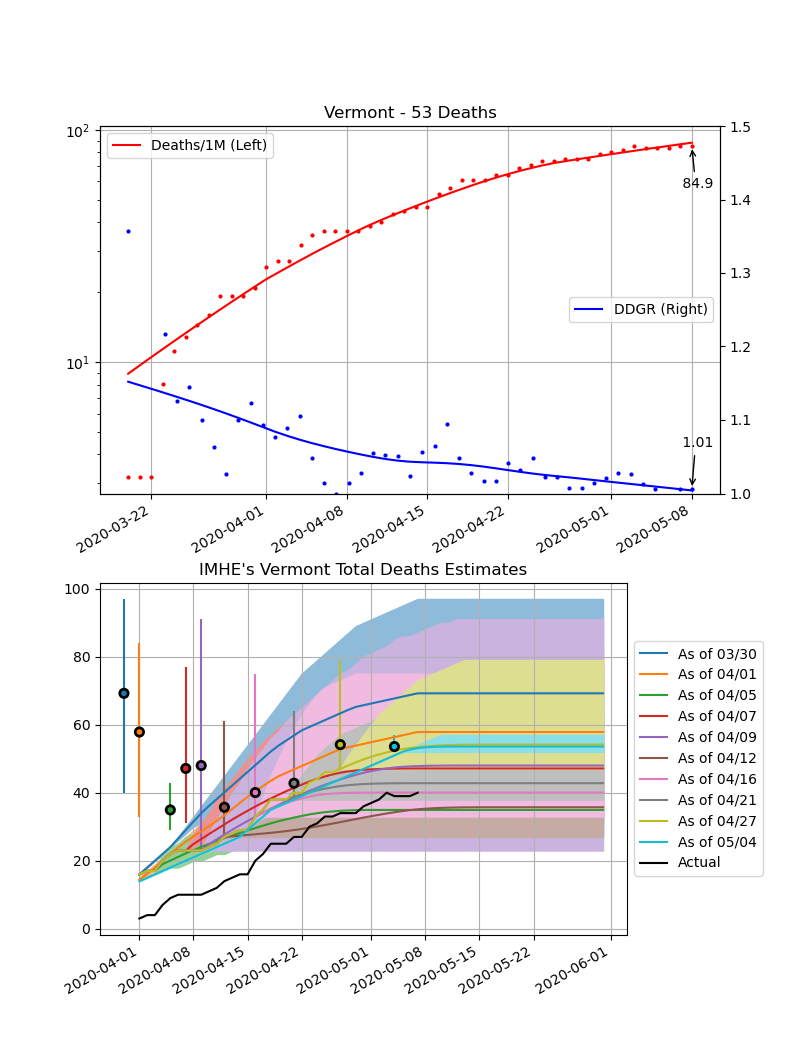 Vermont - 53 Deaths
10²
1.5
Deaths/1M (Left)
84.9
1.4
1.3
DDGR (Right)
1.2
10¹
1.1
1.01
1.0
2020-03-22
2020-04-01
2020-04-08
2020-04-15
2020-04-22
2020-05-01
2020-05-08
IMHE's Vermont Total Deaths Estimates
100
80
60
40
20
0
As of 03/30
As of 04/01
As of 04/05
As of 04/07
As of 04/09
As of 04/12
As of 04/16
As of 04/21
As of 04/27
As of 05/04
Actual
2020-04-01
2020-04-08
2020-04-15
2020-04-22
2020-05-01
2020-05-08
2020-05-15
2020-05-22
2020-06-01